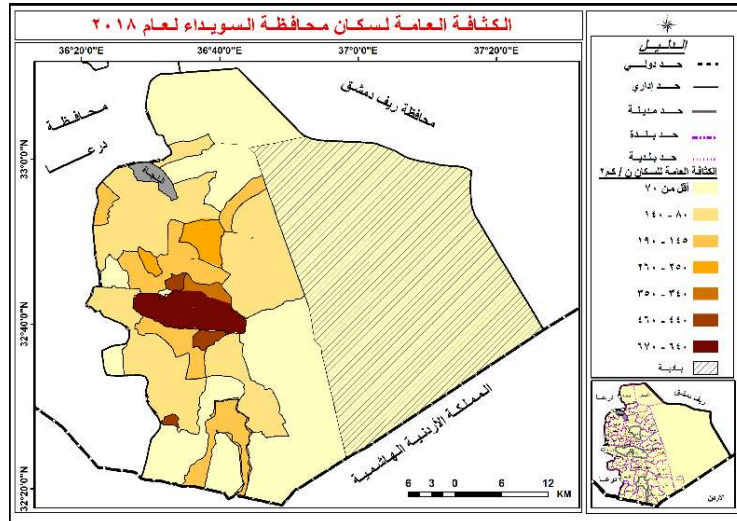 الكثافة العامة لسكان محافظة السويداء لعام ٢٠١٨
36°20'0"E
36°40'0"E
37°0'0"E
37°20'0"E
33°0'0"N
32°40'0"N
32°20'0"N
محافظة
درعا
محافظة ريف دمشق
اللجاة
المملكة الأردنية الهاشمية
6 3 0 6 12
KM
الدليل
حد دولي
حد إداري
حد مدينة
حد بلدة
حد بلدية
الكثافة العامة للسكان ن / كم٢
أقل من ٧٠
٨٠ - ١٤٠
١٤٥ - ١٩٠
٢٥٠ - ٢٦٠
٣٤٠ - ٣٥٠
٤٤٠ - ٤٦٠
٦٤٠ - ٦٧٠
بادية
ريف دمشق
درعا
الاردن